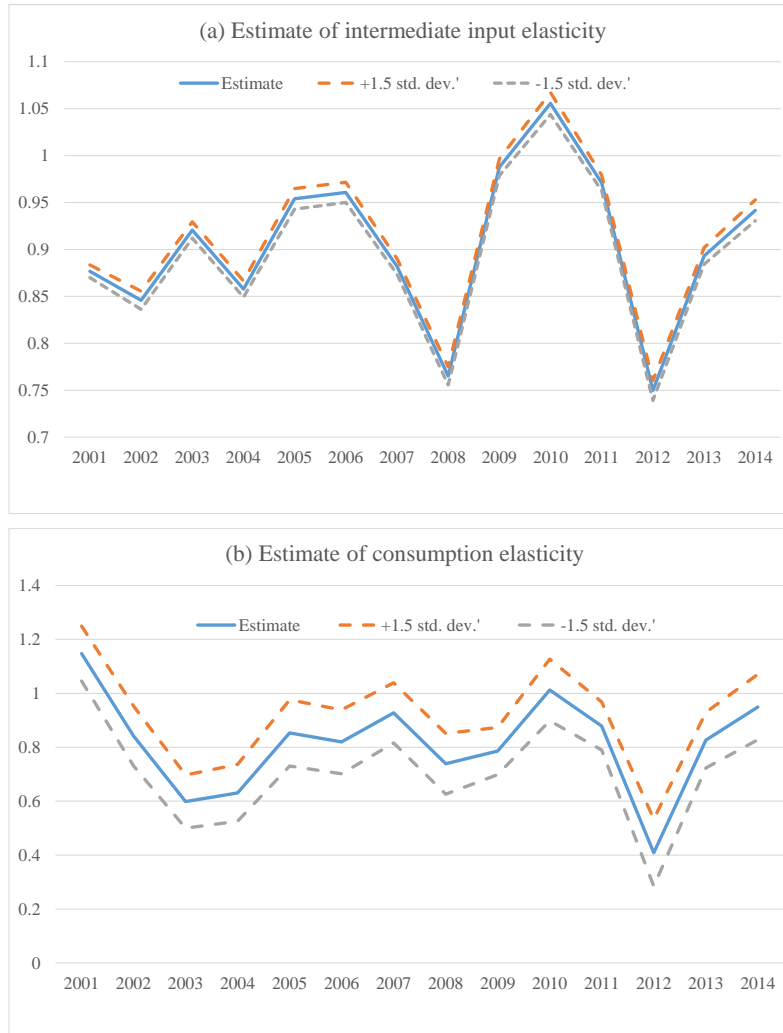 (a) Estimate of intermediate input elasticity
1.1
Estimate +1.5 std. dev.' -1.5 std. dev.'
1.05
1
0.95
0.9
0.85
0.8
0.75
0.7
2001 2002 2003 2004 2005 2006 2007 2008 2009 2010 2011 2012 2013 2014
(b) Estimate of consumption elasticity
1.4
Estimate +1.5 std. dev.' -1.5 std. dev.'
1.2
1
0.8
0.6
0.4
0.2
0
2001 2002 2003 2004 2005 2006 2007 2008 2009 2010 2011 2012 2013 2014